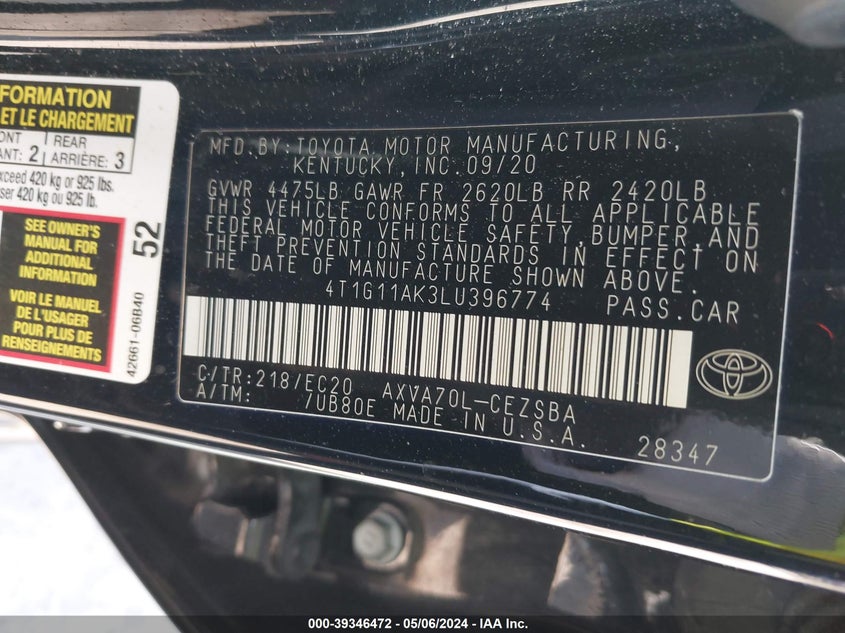 FORMATION
ET LE CHARGEMENT
ONT
ANT: 2
REAR
ARRIÈRE: 3
xceed 420 kg or 925 lbs.
ser 420 kg ou 925 lb.
SEE OWNER'S
MANUAL FOR
ADDITIONAL
INFORMATION
VOIR LE MANUEL
DE L'USAGER
POUR PLUS DE
RENSEIGNEMENTS
52
42661-06B40
MFD.BY:TOYOTA MOTOR MANUFACTURING,
KENTUCKY, INC.09/20
GVWR 4475LB GAWR FR 2620LB RR 2420LB
THIS VEHICLE CONFORMS TO ALL APPLICABLE
FEDERAL MOTOR VEHICLE SAFETY,BUMPER,AND
THEFT PREVENTION STANDARDS IN EFFECT ON
THE DATE OF MANUFACTURE SHOWN ABOVE.
4T1G11AK3LU396774 PASS.CAR
C/TR:218/EC20 AXVA70L-CEZSBA
A/TM: 7UB80E MADE IN U.S.A.
28347
000-39346472 - 05/06/2024 - IAA Inc.